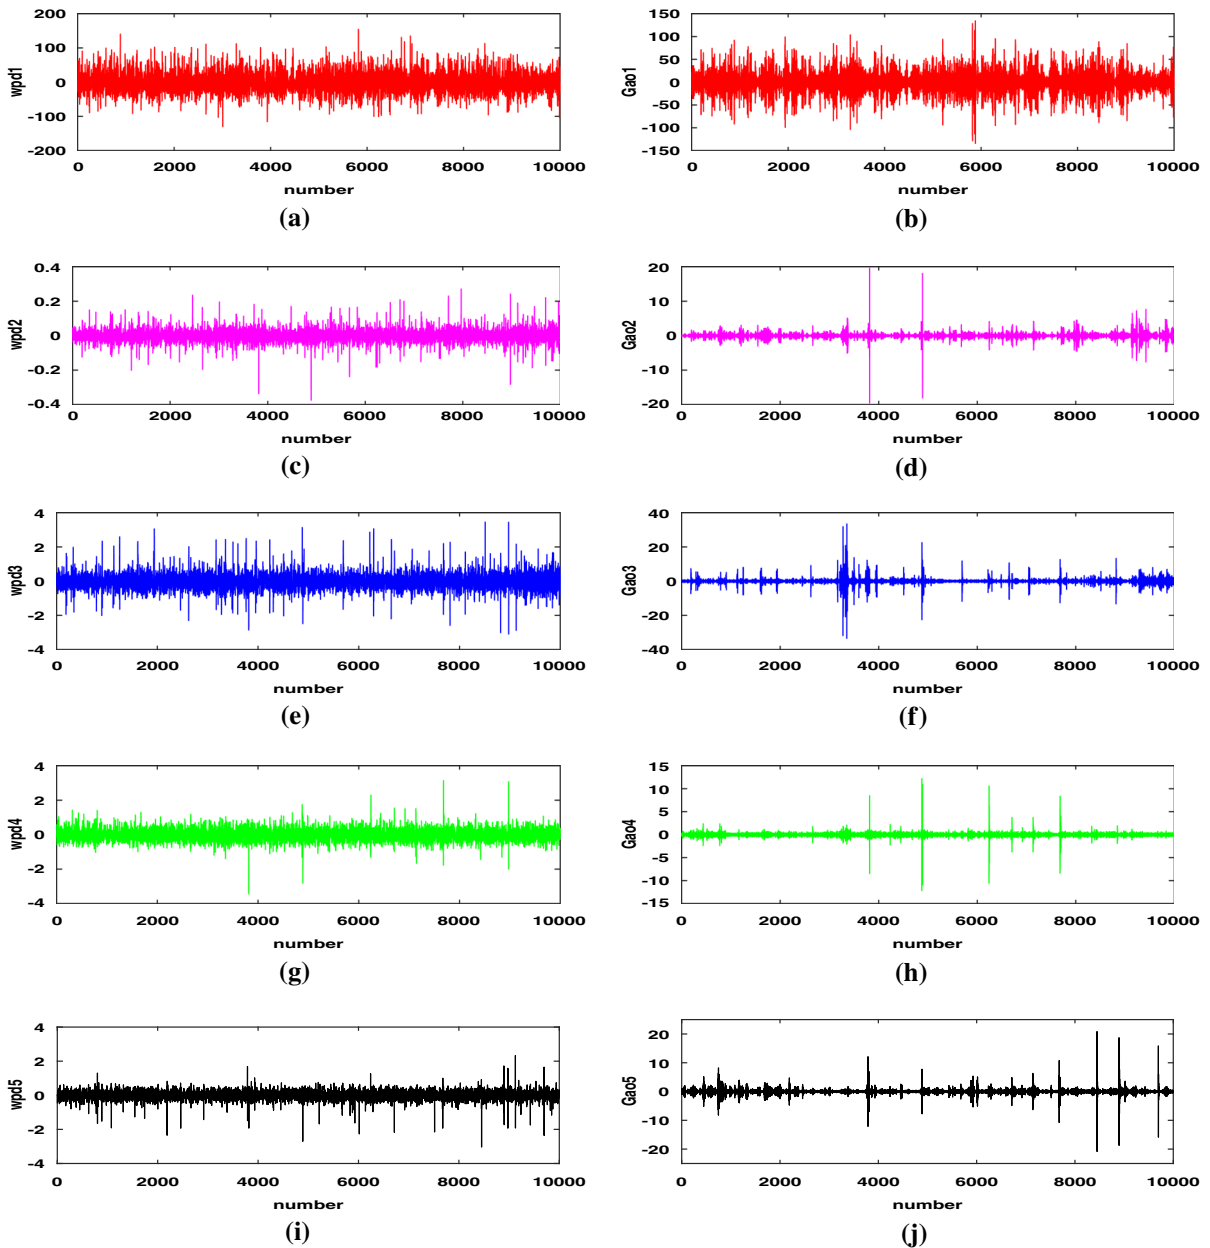 200
100
0
-100
-200
wpd1
0 2000 4000 6000 8000 10000
number
(a)
150
100
50
0
-50
-100
-150
Gao1
0 2000 4000 6000 8000 10000
number
(b)
0.4
0.2
0
-0.2
-0.4
wpd2
0 2000 4000 6000 8000 10000
number
(c)
20
10
0
-10
-20
Gao2
0 2000 4000 6000 8000 10000
number
(d)
4
2
0
-2
-4
wpd3
0 2000 4000 6000 8000 10000
number
(e)
40
20
0
-20
-40
Gao3
0 2000 4000 6000 8000 10000
number
(f)
4
2
0
-2
-4
wpd4
0 2000 4000 6000 8000 10000
number
(g)
15
10
5
0
-5
-10
-15
Gao4
0 2000 4000 6000 8000 10000
number
(h)
4
2
0
-2
-4
wpd5
0 2000 4000 6000 8000 10000
number
(i)
20
10
0
-10
-20
Gao5
0 2000 4000 6000 8000 10000
number
(j)